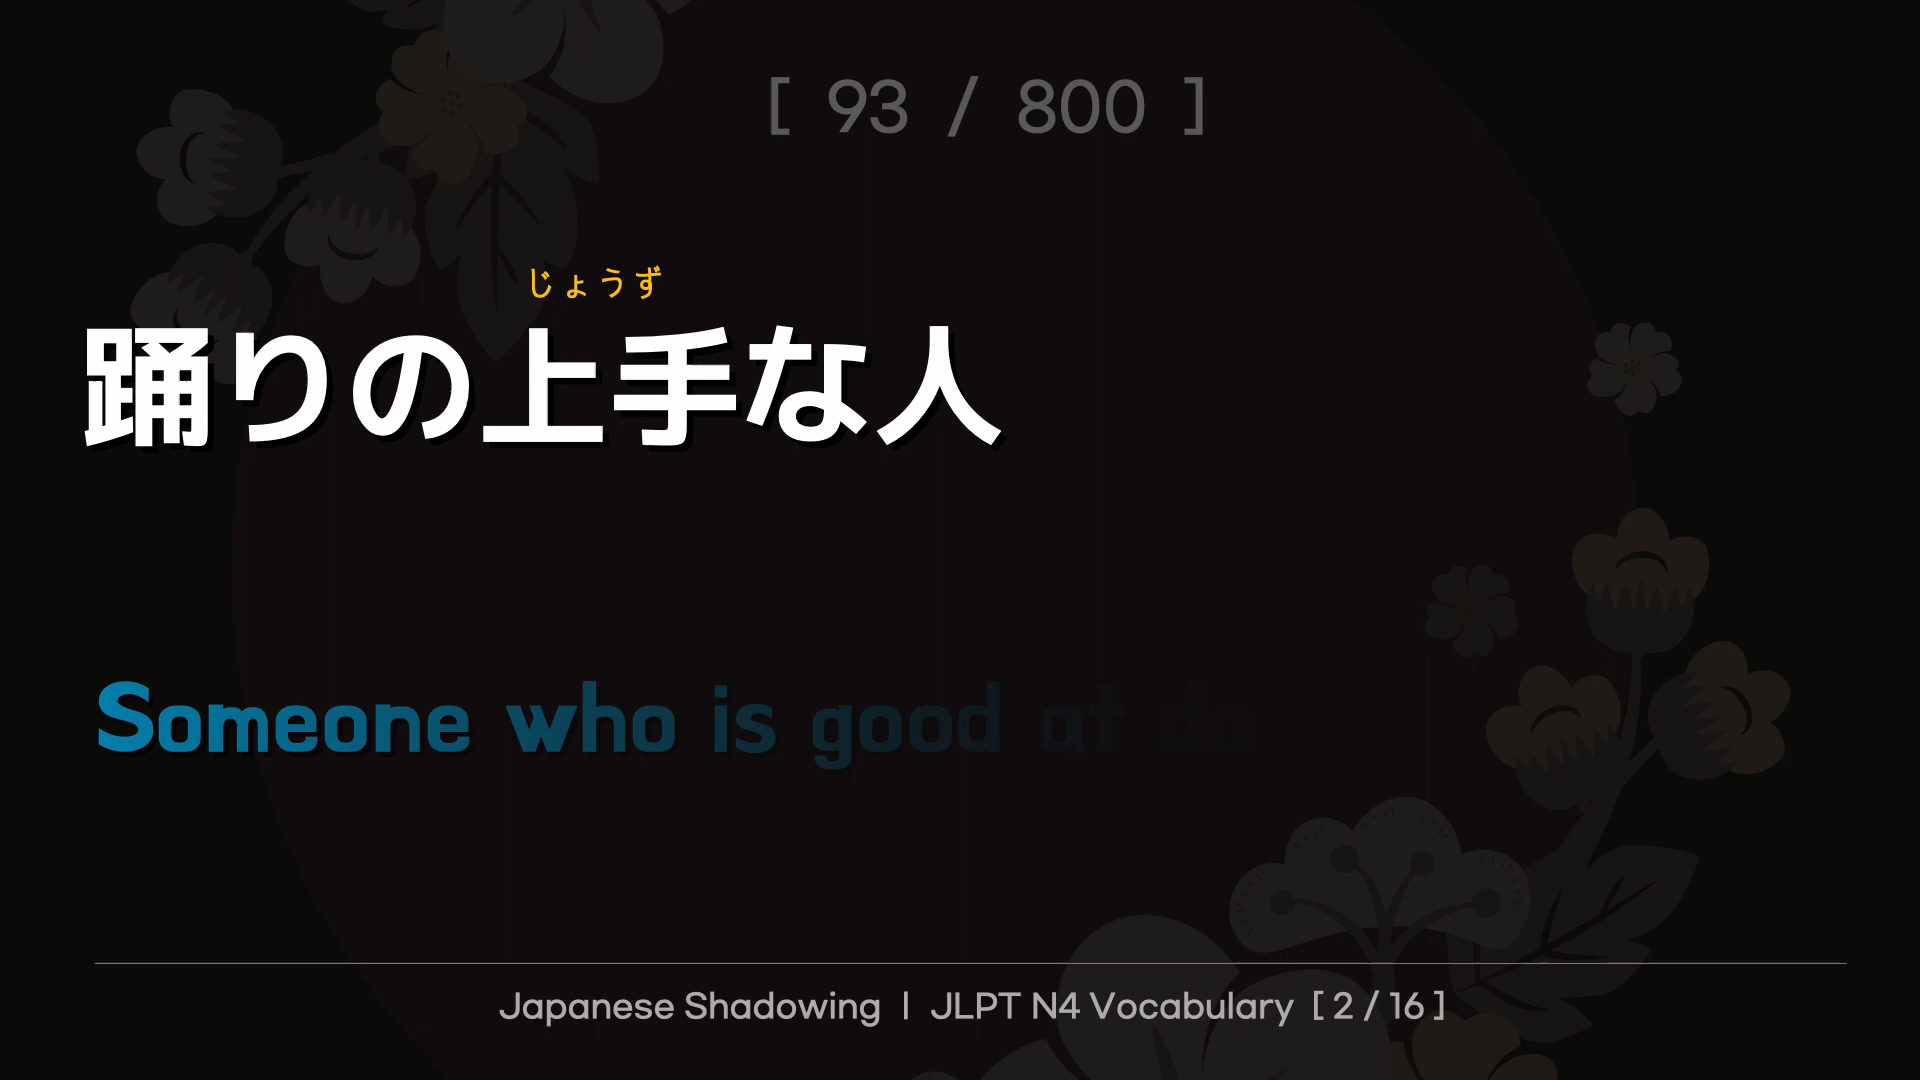 [ 93 / 800 ]
じょうず
踊りの上手な人
Someone who is good at
Japanese Shadowing | JLPT N4 Vocabulary [ 2 / 16 ]